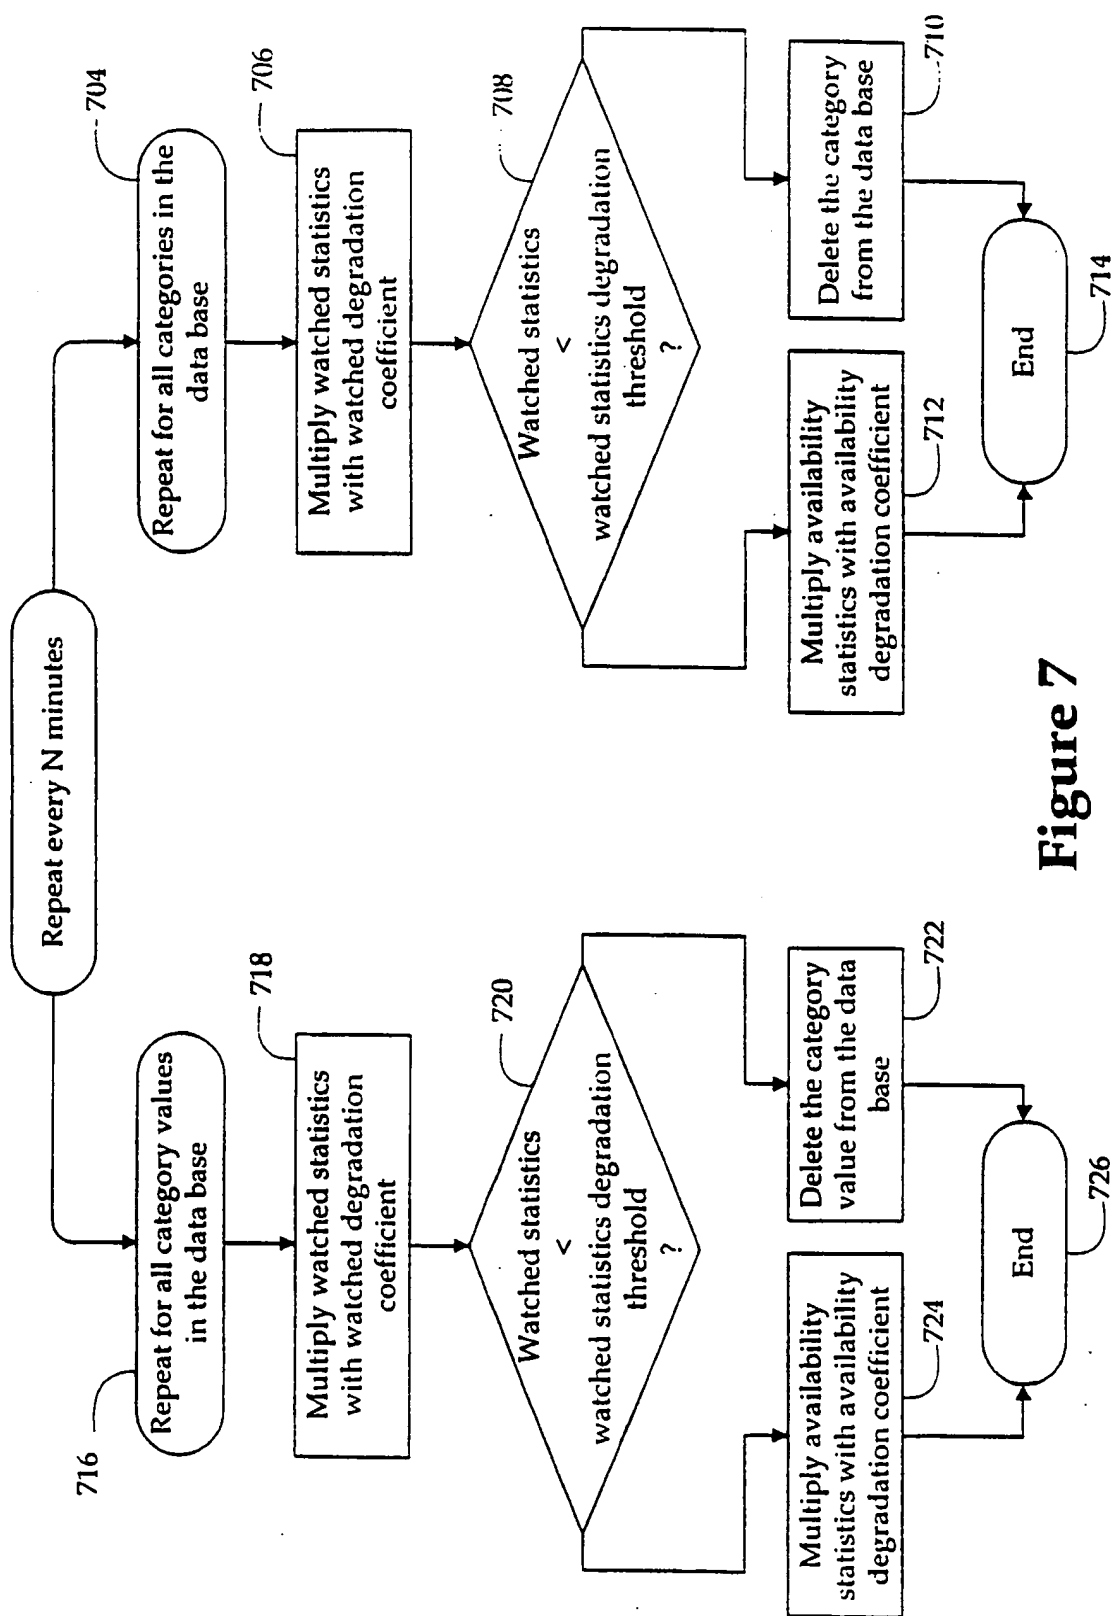 Repeat every N minutes
716
Repeat for all category values
in the data base
718
Multiply watched statistics
with watched degradation
coefficient
720
Watched statistics
<
watched statistics degradation
threshold
?
Multiply availability
statistics with availability
degradation coefficient
724
Delete the category
value from the data
base
722
End
726
704
Repeat for all categories in the
data base
706
Multiply watched statistics
with watched degradation
coefficient
708
Watched statistics
<
watched statistics degradation
threshold
?
Multiply availability
statistics with availability
degradation coefficient
712
Delete the category
from the data base
710
End
714
Figure 7